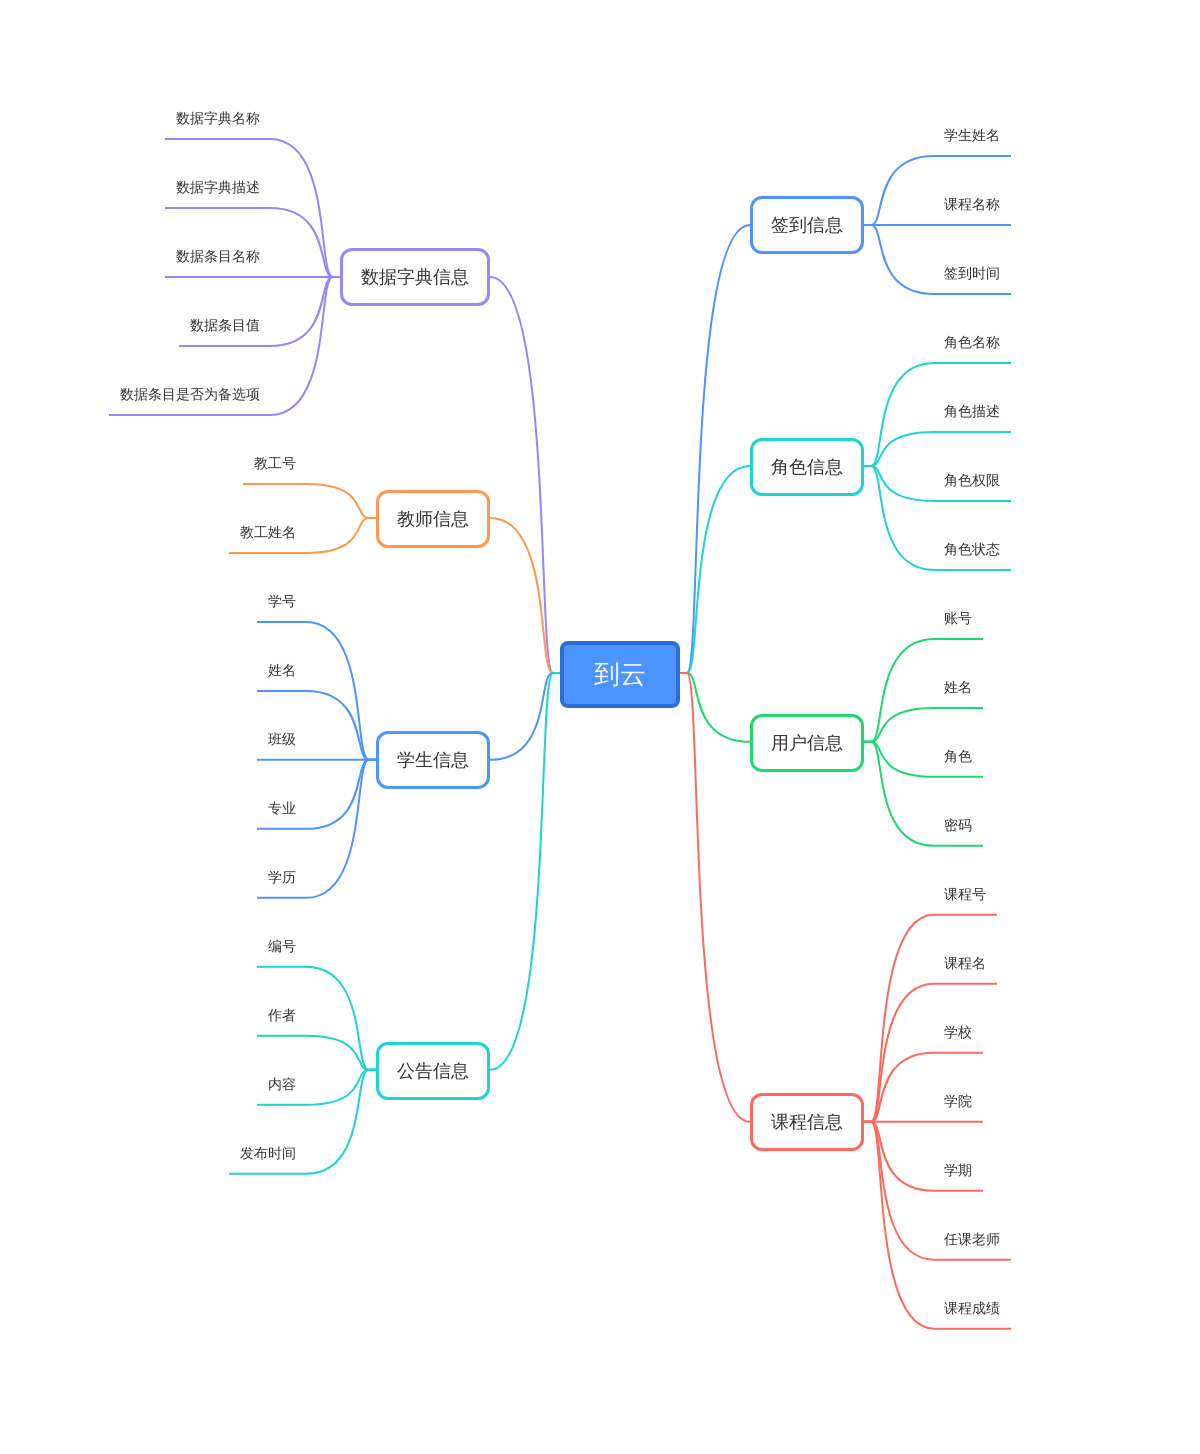 到云
签到信息
学生姓名
课程名称
签到时间
角色信息
角色名称
角色描述
角色权限
角色状态
用户信息
账号
姓名
角色
密码
课程信息
课程号
课程名
学校
学院
学期
任课老师
课程成绩
数据字典信息
数据字典名称
数据字典描述
数据条目名称
数据条目值
数据条目是否为备选项
教师信息
教工号
教工姓名
学生信息
学号
姓名
班级
专业
学历
公告信息
编号
作者
内容
发布时间